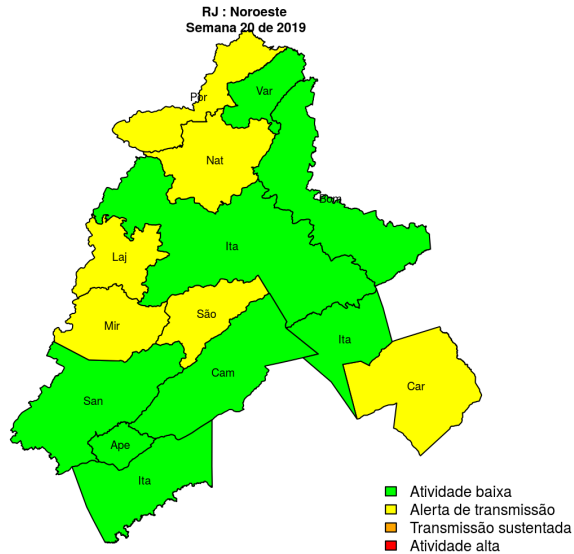 RJ : Noroeste
Semana 20 de 2019
Por
Var
Nat
Bom
Ita
Laj
São
Mir
Ita
Cam
Car
San
Ape
Ita
Atividade baixa
Alerta de transmissão
Transmissão sustentada
Atividade alta